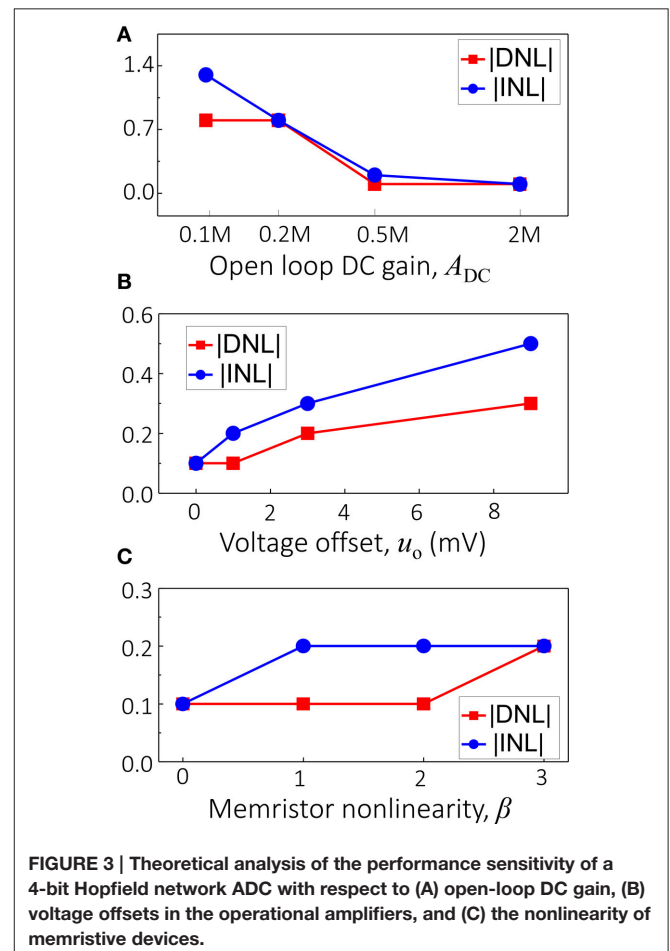 A
1.4
0.7
0.0
|DNL|
|INL|
0.1M 0.2M 0.5M 2M
Open loop DC gain, A_DC
B
0.6
0.4
0.2
0.0
|DNL|
|INL|
0 2 4 6 8
Voltage offset, u_o (mV)
C
0.3
0.2
0.1
0.0
|DNL|
|INL|
0 1 2 3
Memristor nonlinearity, β
FIGURE 3 | Theoretical analysis of the performance sensitivity of a
4-bit Hopfield network ADC with respect to (A) open-loop DC gain, (B)
voltage offsets in the operational amplifiers, and (C) the nonlinearity of
memristive devices.